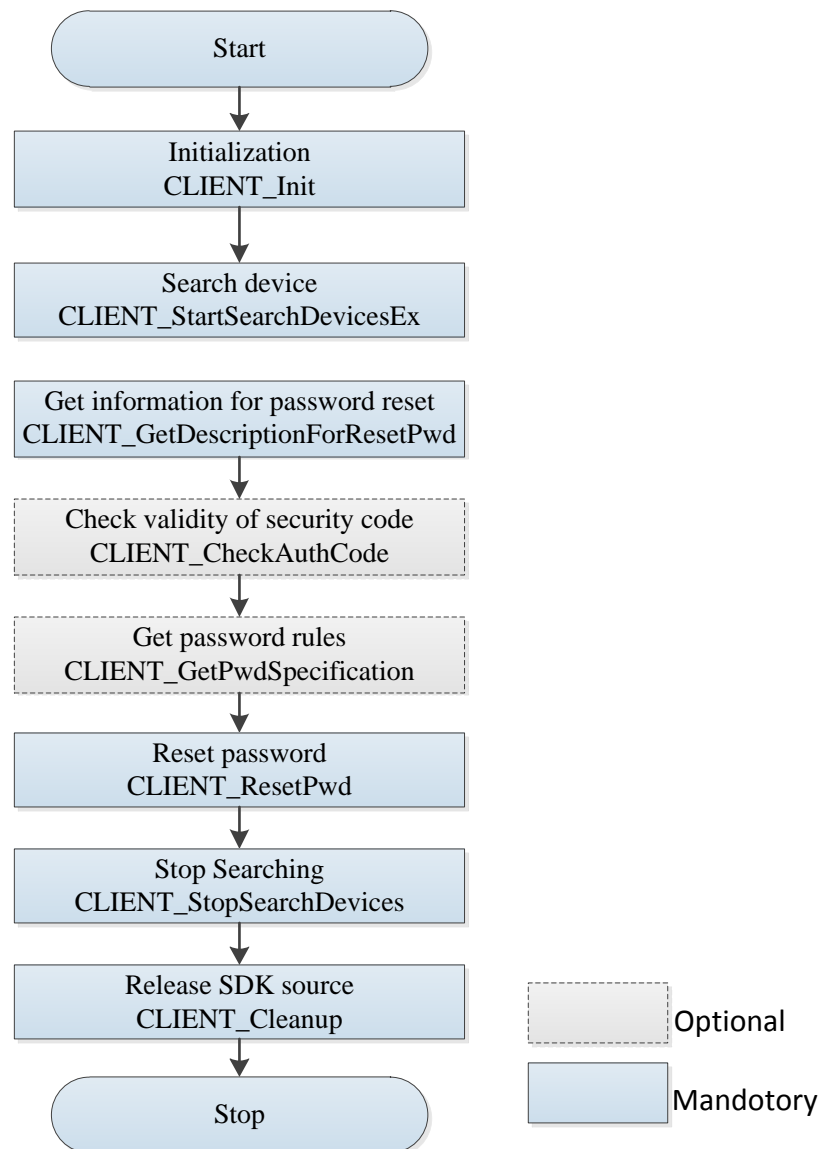 Start
Initialization
CLIENT_Init
Search device
CLIENT_StartSearchDevicesEx
Get information for password reset
CLIENT_GetDescriptionForResetPwd
Check validity of security code
CLIENT_CheckAuthCode
Get password rules
CLIENT_GetPwdSpecification
Reset password
CLIENT_ResetPwd
Stop Searching
CLIENT_StopSearchDevices
Release SDK source
CLIENT_Cleanup
Stop
Optional
Mandotory